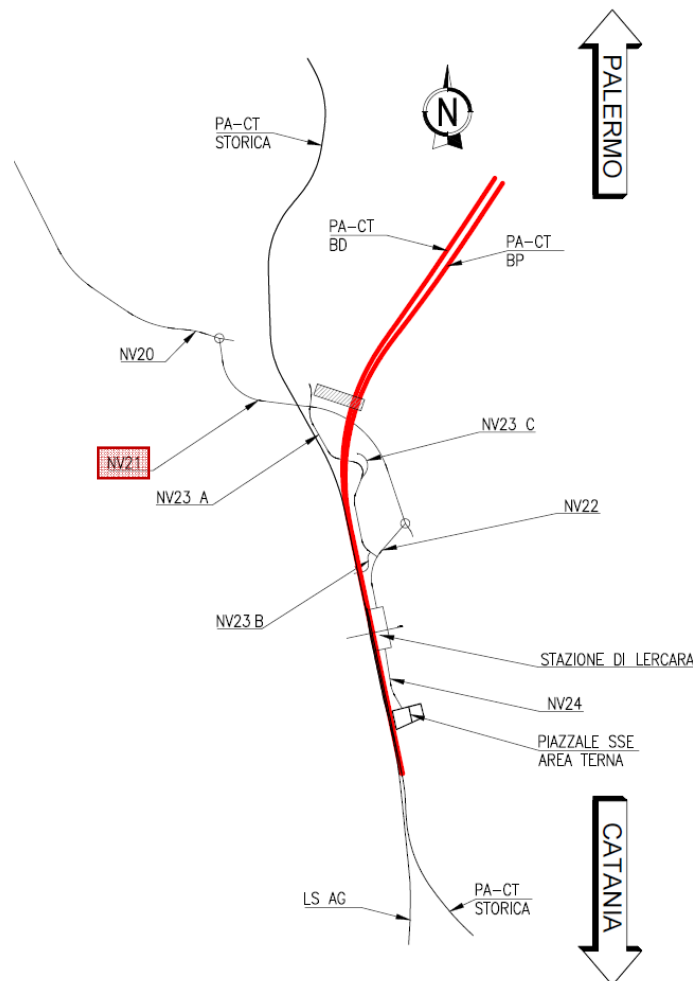 PALERMO
N
PA-CT
STORICA
PA-CT
BD
PA-CT
BP
NV20
NV21
NV23 A
NV23 C
NV22
NV23 B
STAZIONE DI LERCARA
NV24
PIAZZALE SSE
AREA TERNA
CATANIA
LS AG
PA-CT
STORICA